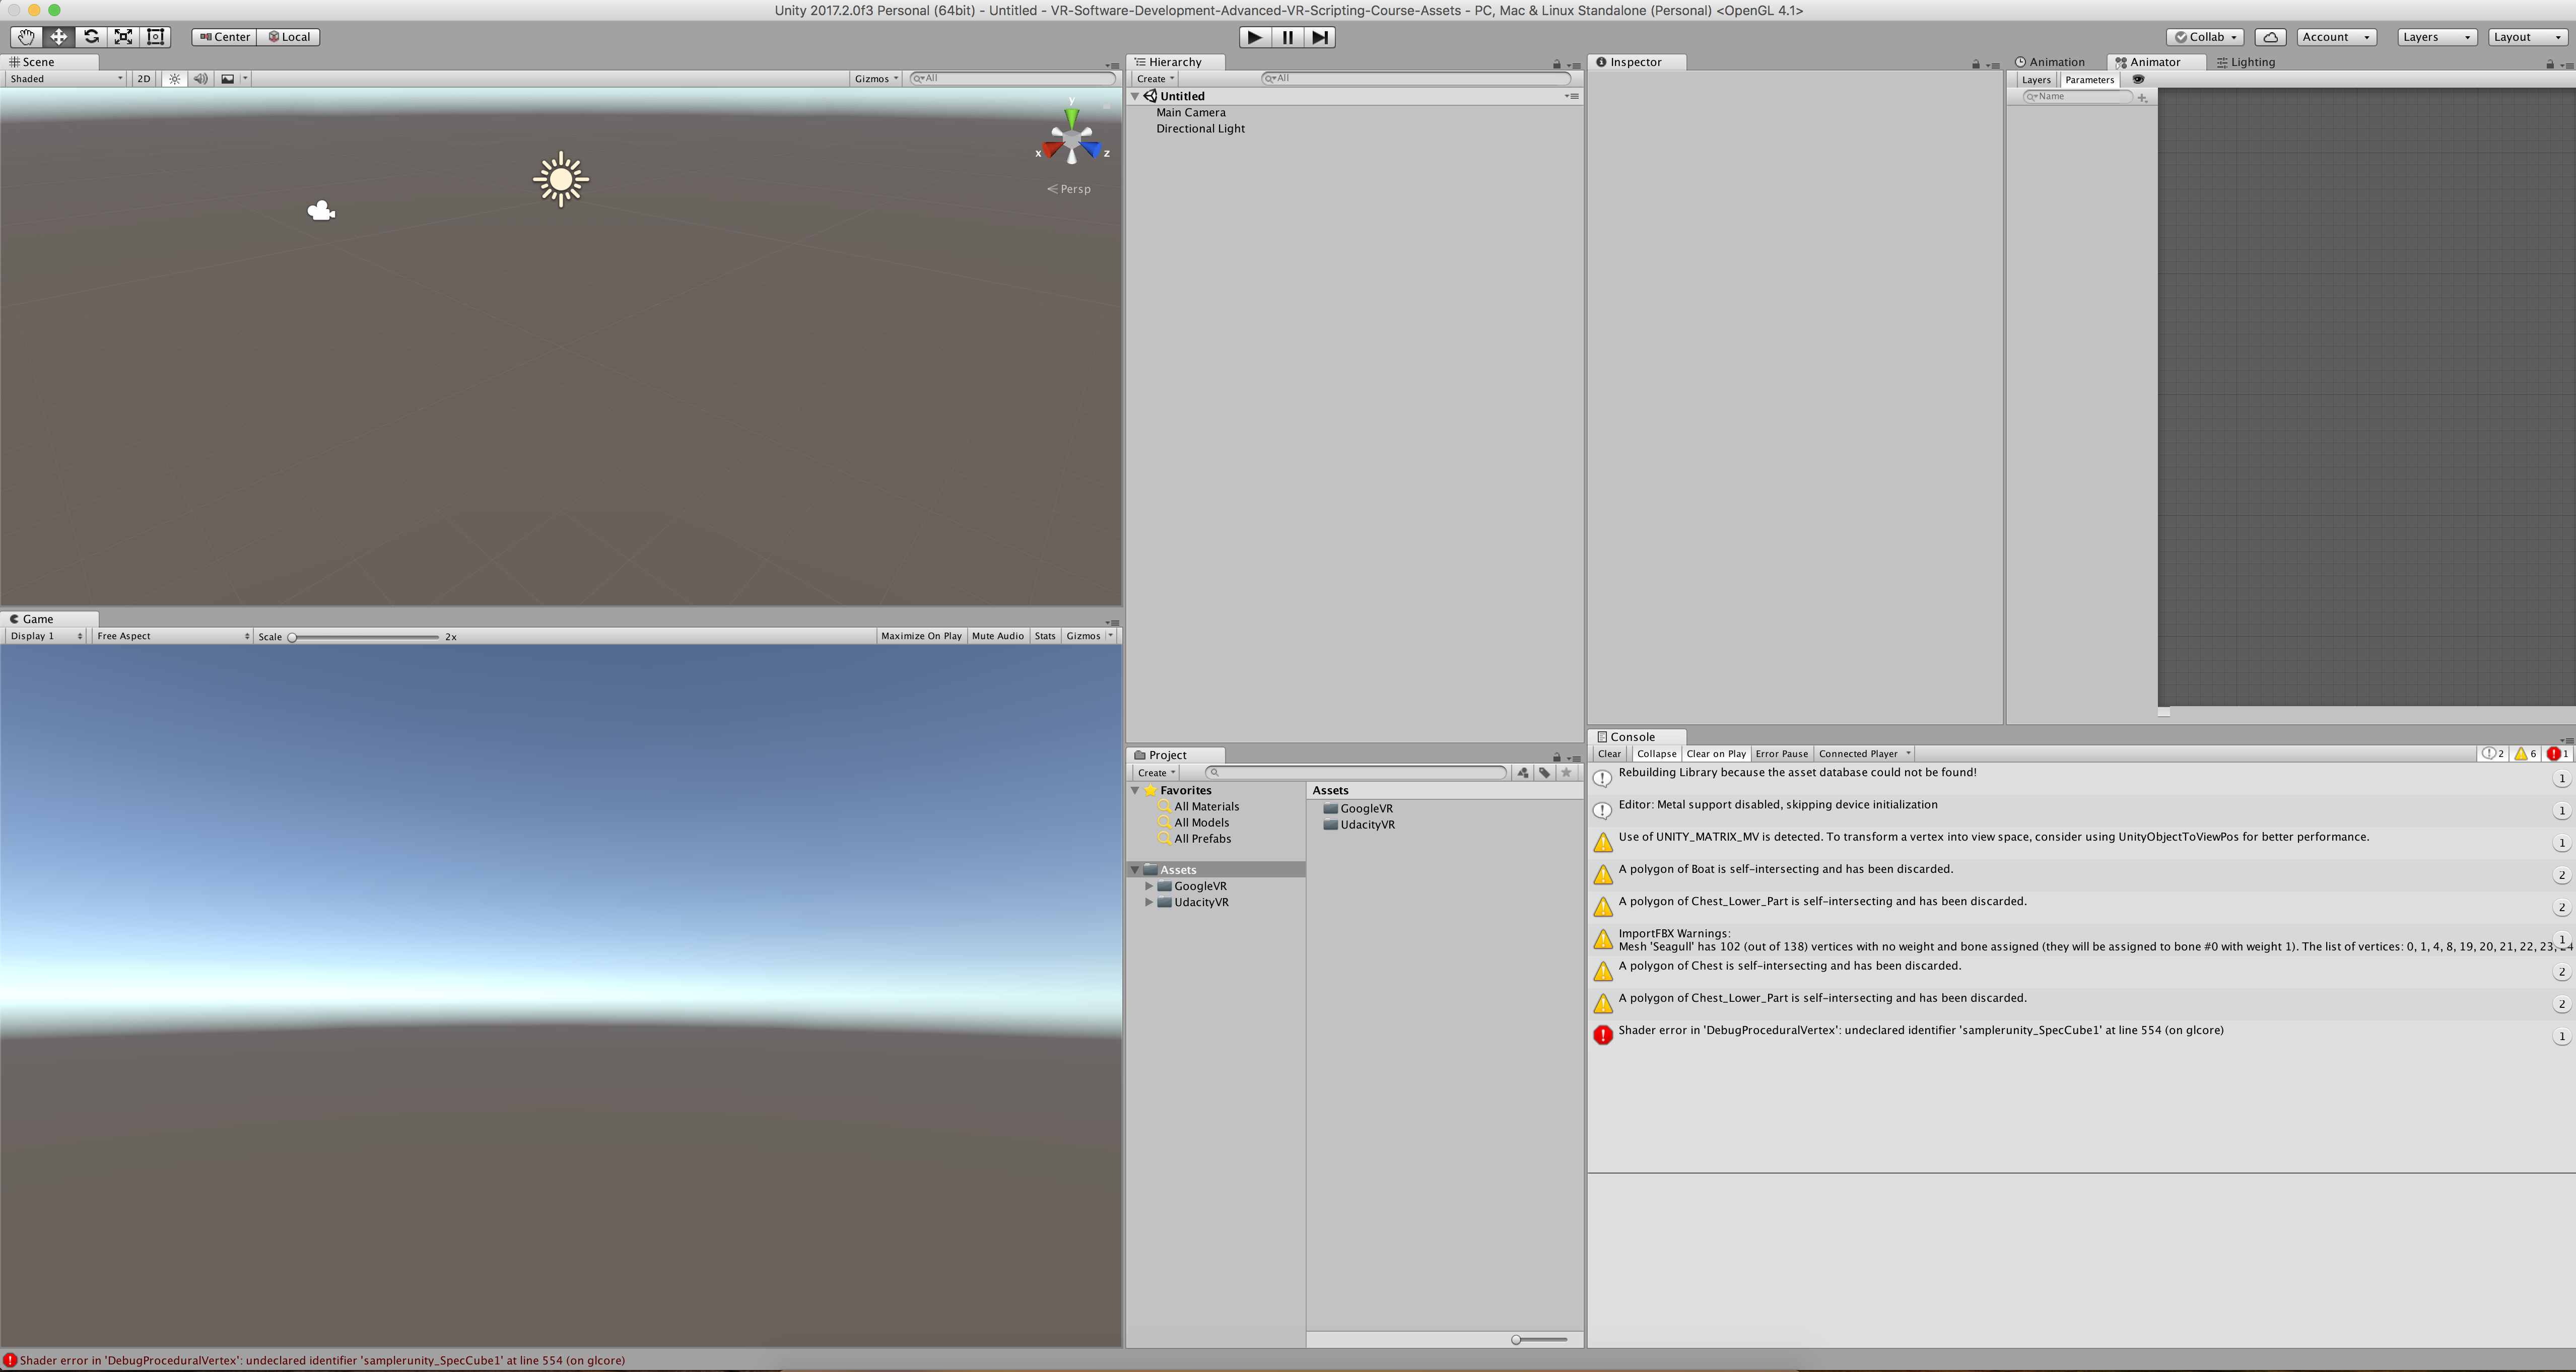 Unity 2017.2.0f3 Personal (64bit) - Untitled - VR-Software-Development-Advanced-VR-Scripting-Course-Assets - PC, Mac & Linux Standalone (Personal) <OpenGL 4.1>
Center Local
Collab Account Layers Layout
Scene
Shaded 2D Gizmos All
y
x z
Persp
Game
Display 1 Free Aspect Scale 2x Maximize On Play Mute Audio Stats Gizmos
Hierarchy
Create All
Untitled
Main Camera
Directional Light
Project
Create
Favorites
All Materials
All Models
All Prefabs
Assets
GoogleVR
UdacityVR
Assets
GoogleVR
UdacityVR
Inspector
Animation Animator Lighting
Layers Parameters
Name
Console
Clear Collapse Clear on Play Error Pause Connected Player 2 6 1
Rebuilding Library because the asset database could not be found! 1
Editor: Metal support disabled, skipping device initialization 1
Use of UNITY_MATRIX_MV is detected. To transform a vertex into view space, consider using UnityObjectToViewPos for better performance. 1
A polygon of Boat is self-intersecting and has been discarded. 2
A polygon of Chest_Lower_Part is self-intersecting and has been discarded. 2
ImportFBX Warnings: 1
Mesh 'Seagull' has 102 (out of 138) vertices with no weight and bone assigned (they will be assigned to bone #0 with weight 1). The list of vertices: 0, 1, 4, 8, 19, 20, 21, 22, 23, 24
A polygon of Chest is self-intersecting and has been discarded. 2
A polygon of Chest_Lower_Part is self-intersecting and has been discarded. 2
Shader error in 'DebugProceduralVertex': undeclared identifier 'samplerunity_SpecCube1' at line 554 (on glcore) 1
Shader error in 'DebugProceduralVertex': undeclared identifier 'samplerunity_SpecCube1' at line 554 (on glcore)